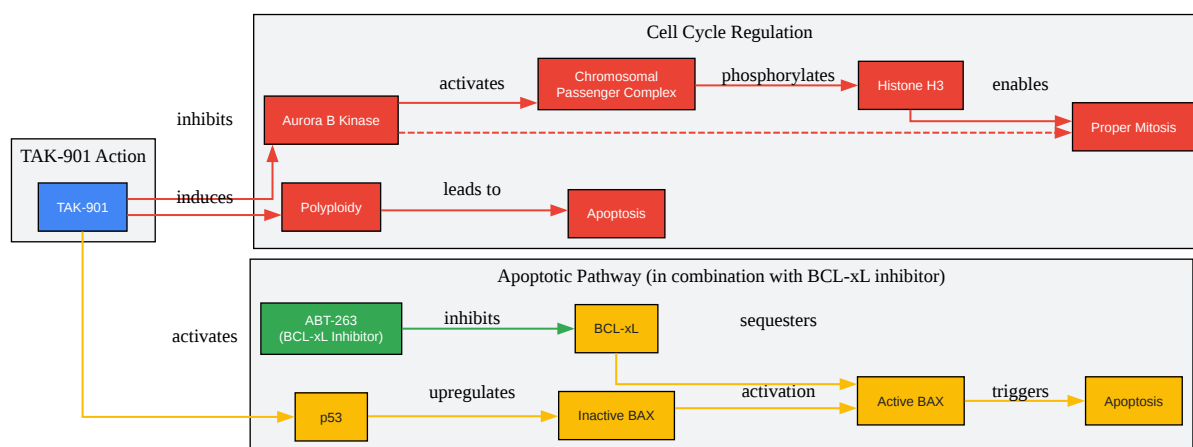 Cell Cycle Regulation
Chromosomal
Passenger Complex
activates
phosphorylates
Histone H3
enables
inhibits
Aurora B Kinase
Proper Mitosis
TAK-901 Action
TAK-901
induces
Polyploidy
leads to
Apoptosis
Apoptotic Pathway (in combination with BCL-xL inhibitor)
activates
ABT-263
(BCL-xL Inhibitor)
inhibits
BCL-xL
sequesters
p53
upregulates
Inactive BAX
activation
Active BAX
triggers
Apoptosis